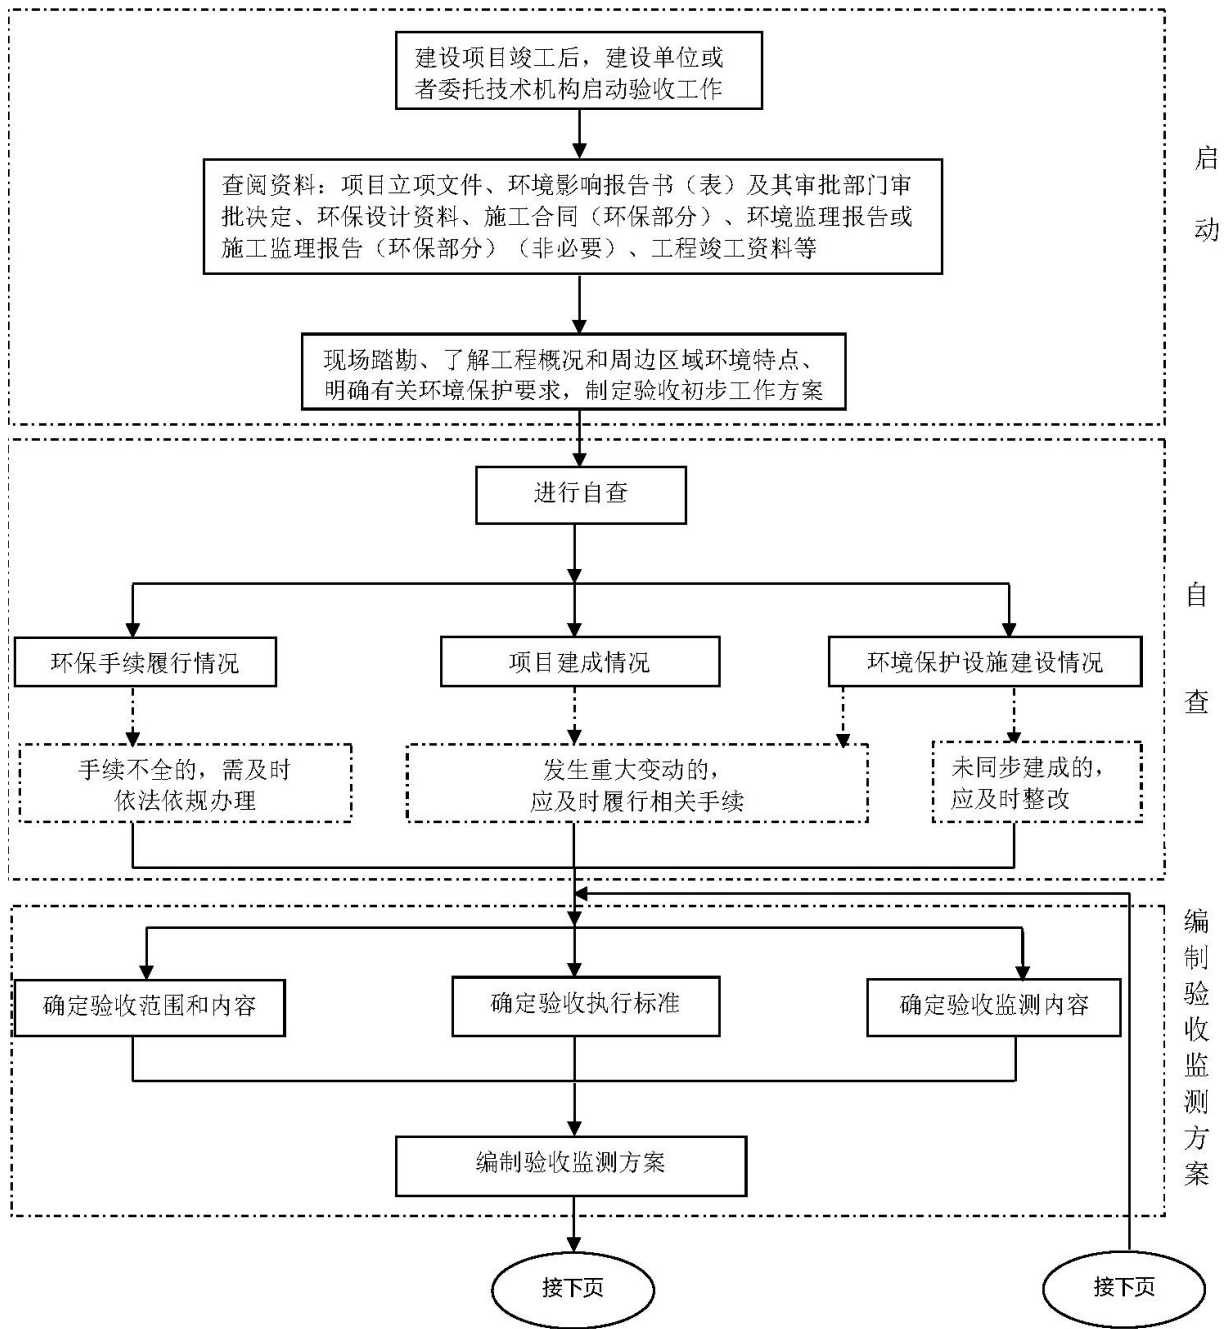 建设项目竣工后，建设单位或
者委托技术机构启动验收工作
查阅资料：项目立项文件、环境影响报告书（表）及其审批部门审
批决定、环保设计资料、施工合同（环保部分）、环境监理报告或
施工监理报告（环保部分）（非必要）、工程竣工资料等
现场踏勘、了解工程概况和周边区域环境特点、
明确有关环境保护要求，制定验收初步工作方案
启
动
进行自查
环保手续履行情况
项目建成情况
环境保护设施建设情况
手续不全的，需及时
依法依规办理
发生重大变动的，
应及时履行相关手续
未同步建成的，
应及时整改
自
查
确定验收范围和内容
确定验收执行标准
确定验收监测内容
编制验收监测方案
编
制
验
收
监
测
方
案
接下页
接下页